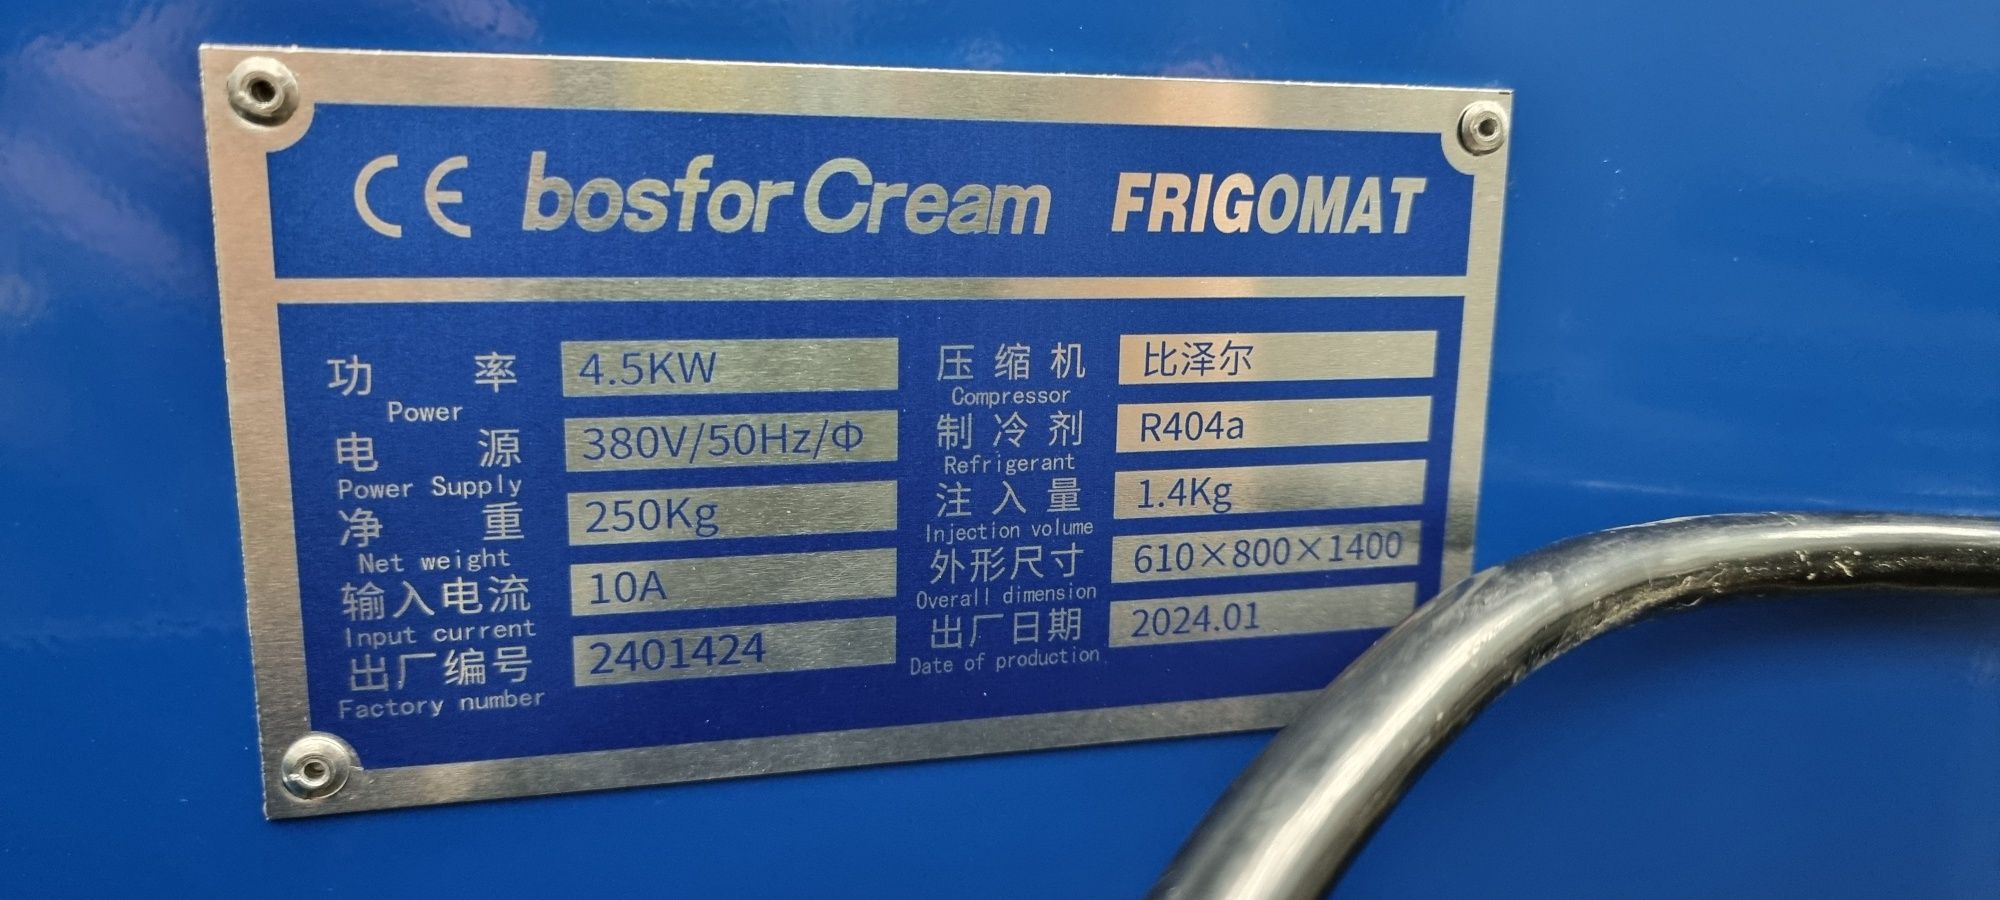 CE bosfor Cream FRIGOMAT
功率 4.5KW
Power
电源 380V/50Hz/Φ
Power Supply
净重 250Kg
Net weight
输入电流 10A
Input current
出厂编号 2401424
Factory number
压缩机 比泽尔
Compressor
制冷剂 R404a
Refrigerant
注入量 1.4Kg
Injection volume
外形尺寸 610×800×1400
Overall dimension
出厂日期 2024.01
Date of production